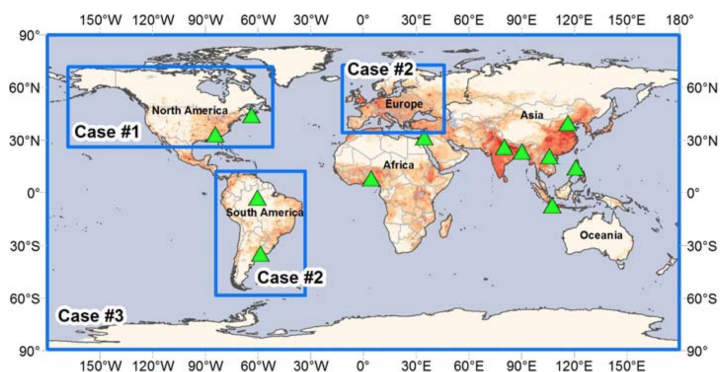 150°W 120°W 90°W 60°W 30°W 0° 30°E 60°E 90°E 120°E 150°E 180°
90° 90°
Case #2
60°N 60°N
North America Europe Asia
Case #1
30°N 30°N
Africa
0° 0°
South America
Oceania
30°S 30°S
Case #2
60°S 60°S
Case #3
90° 90°
150°W 120°W 90°W 60°W 30°W 0° 30°E 60°E 90°E 120°E 150°E